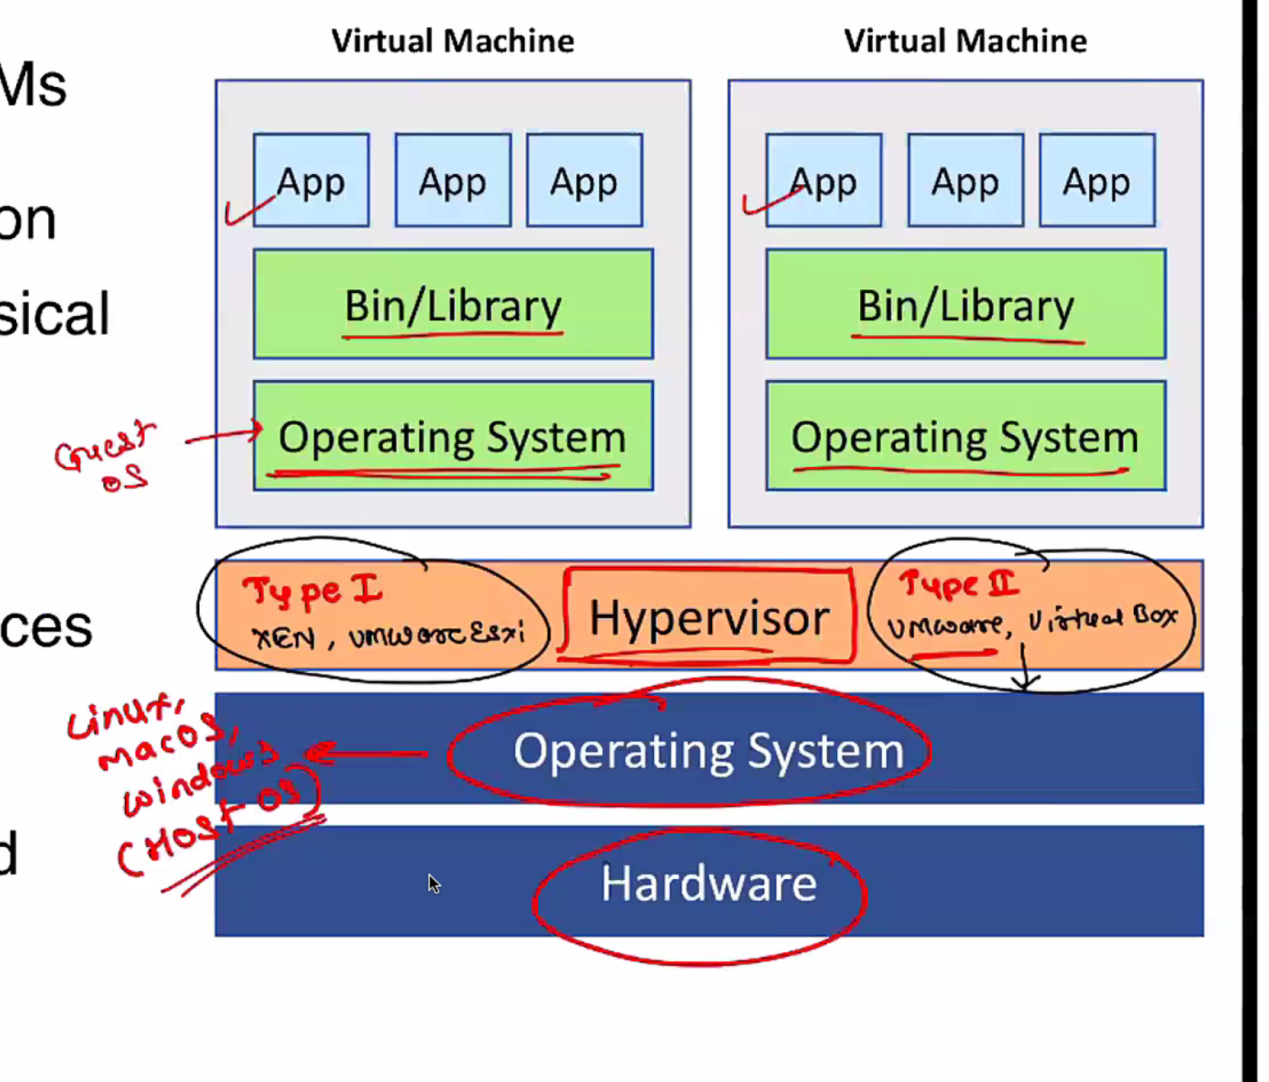 Virtual Machine
Virtual Machine
Ms
App App App
App App App
on
Bin/Library
Bin/Library
sical
Guest
OS
Operating System
Operating System
Type I
XEN, VMware Esxi
Hypervisor
Type II
VMware, Virtual Box
ces
Linux,
MacOS,
Windows
(Host OS)
Operating System
d
Hardware